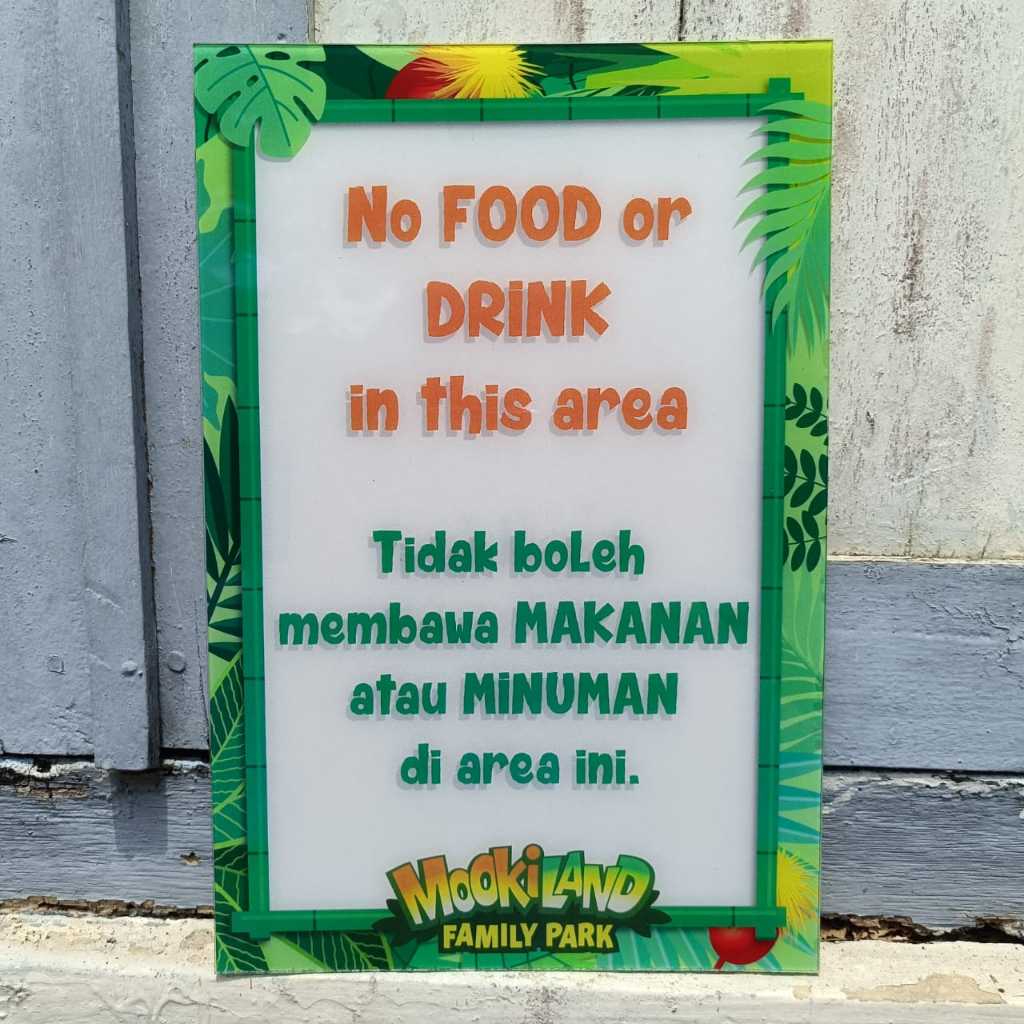 No FOOD or
DRiNK
in this area
Tidak boleh
membawa MAKANAN
atau MiNUMAN
di area ini.
MOOKiLAND
FAMILY PARK